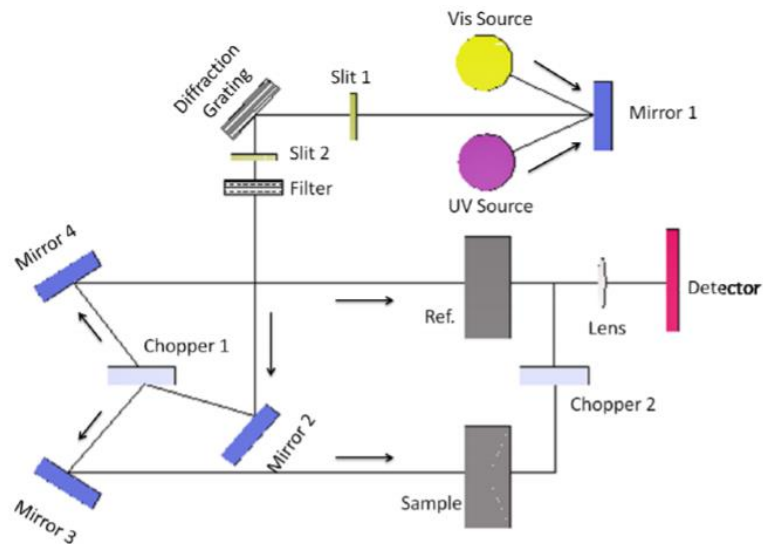 Vis Source
Diffraction
Grating
Slit 1
Mirror 1
Slit 2
Filter
UV Source
Mirror 4
Ref.
Lens
Detector
Chopper 1
Chopper 2
Mirror 2
Sample
Mirror 3